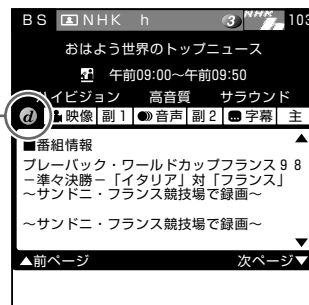 BS NHK h 3 NHK 103
おはよう世界のトップニュース
午前09:00～午前09:50
ハイビジョン 高音質 サラウンド
d 映像 副1 音声 副2 字幕 主
■番組情報
プレーバック・ワールドカップフランス98
－準々決勝－「イタリア」対「フランス」
～サンドニ・フランス競技場で録画～
～サンドニ・フランス競技場で録画～
▲前ページ 次ページ▼